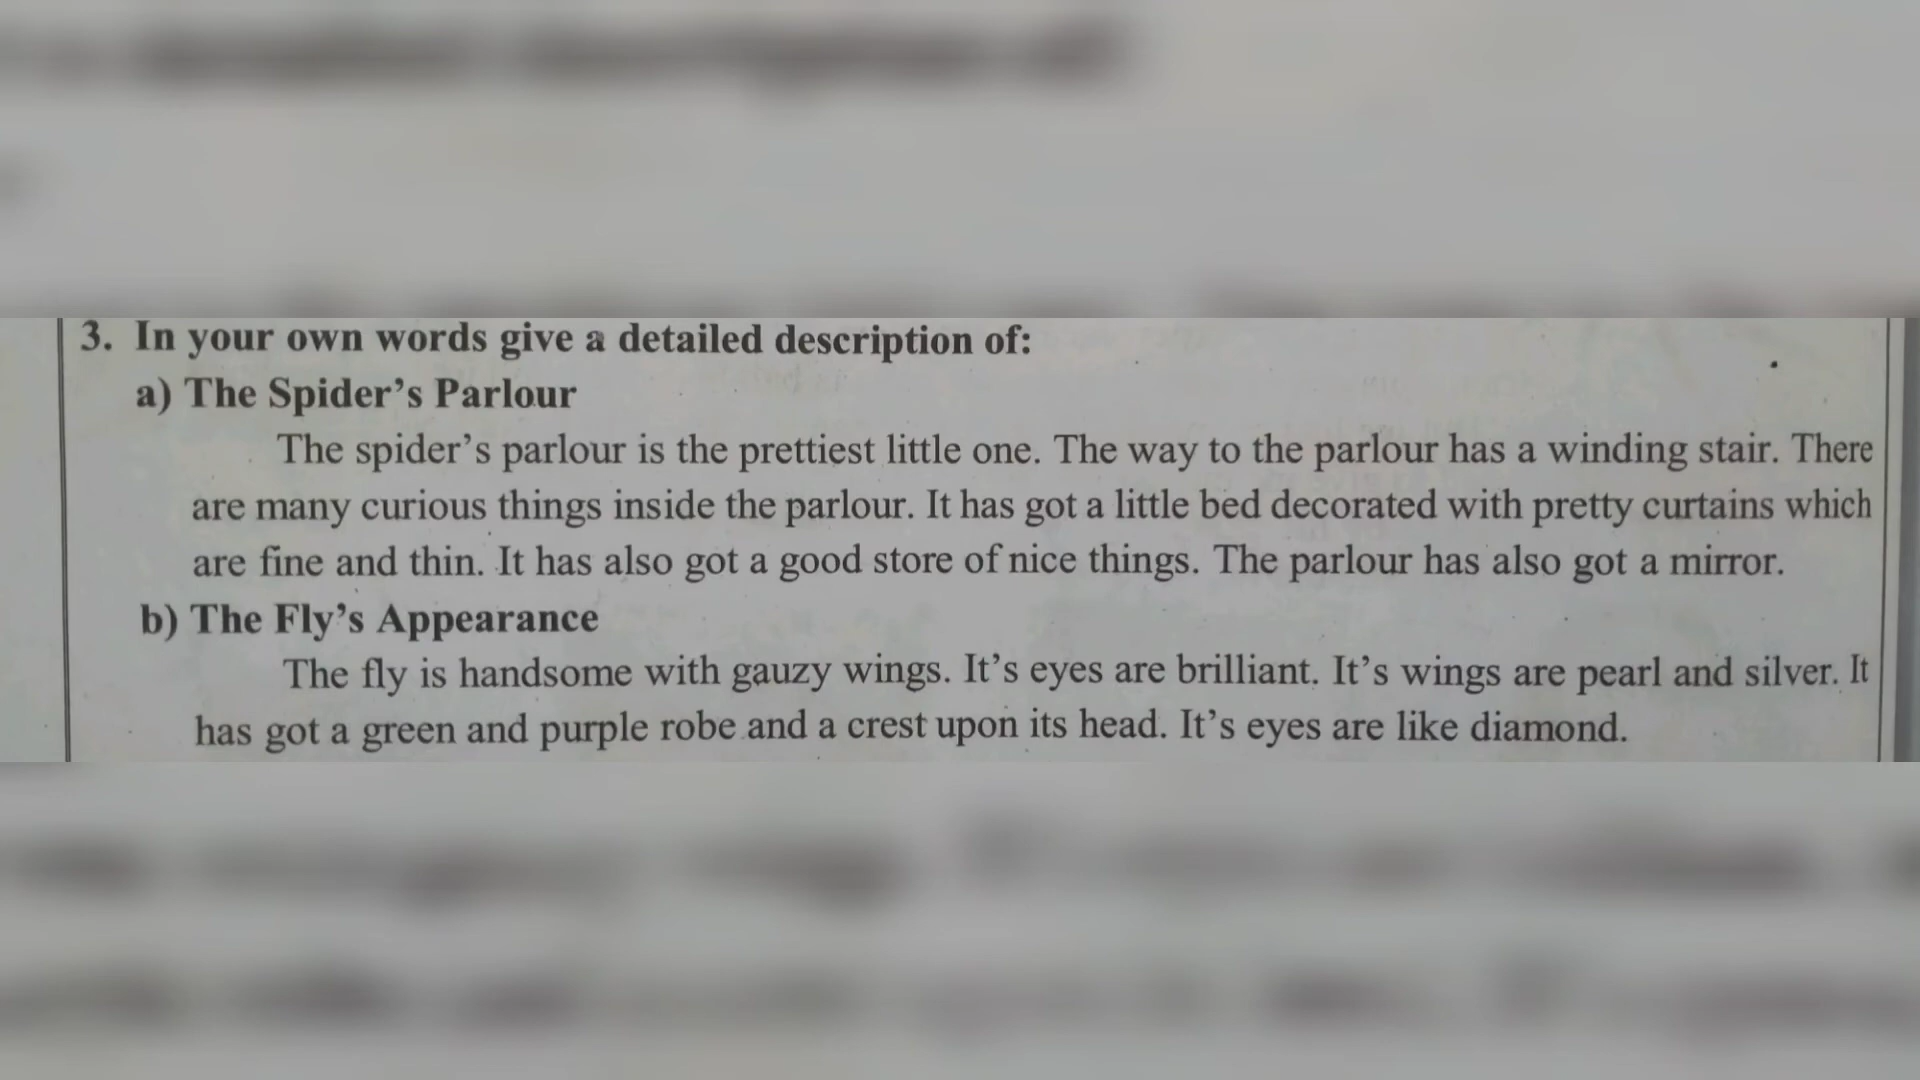 3. In your own words give a detailed description of:
a) The Spider’s Parlour
The spider’s parlour is the prettiest little one. The way to the parlour has a winding stair. There
are many curious things inside the parlour. It has got a little bed decorated with pretty curtains which
are fine and thin. It has also got a good store of nice things. The parlour has also got a mirror.
b) The Fly’s Appearance
The fly is handsome with gauzy wings. It’s eyes are brilliant. It’s wings are pearl and silver. It
has got a green and purple robe and a crest upon its head. It’s eyes are like diamond.